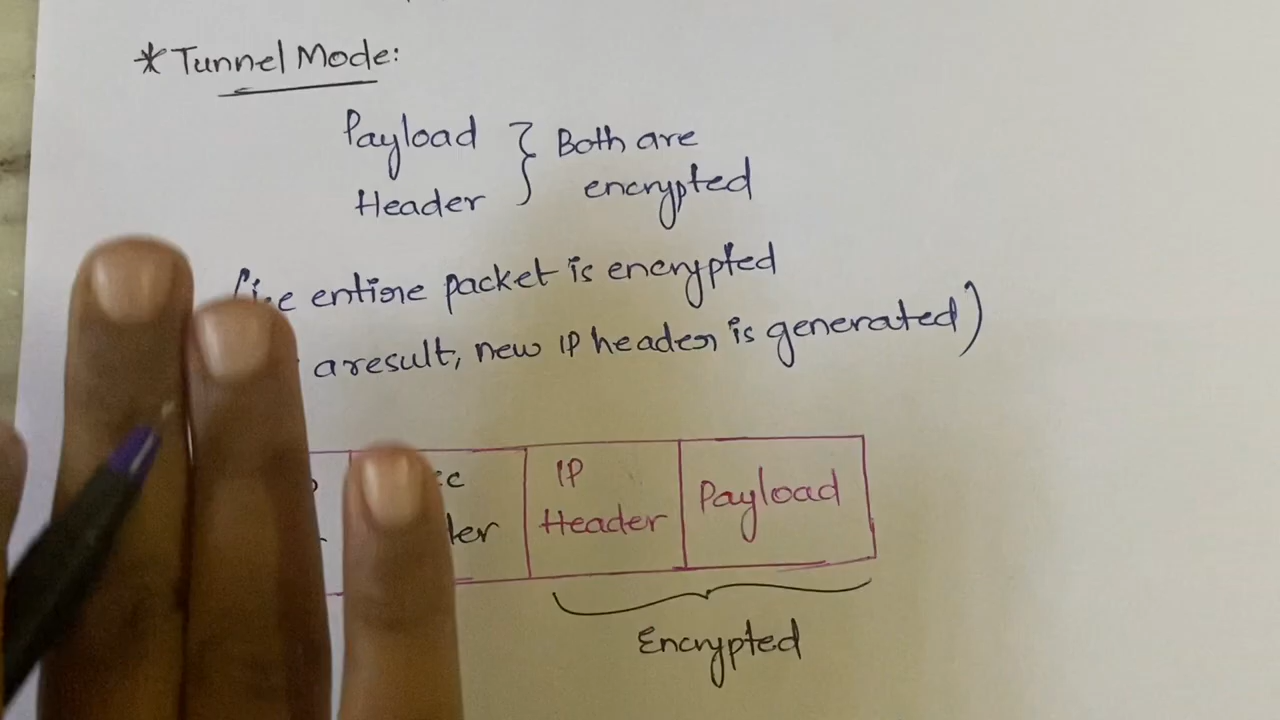 *Tunnel Mode:
Payload } Both are
Header } encrypted
(i.e entire packet is encrypted
a result, new IP header is generated)
IP
Header
Payload
Encrypted